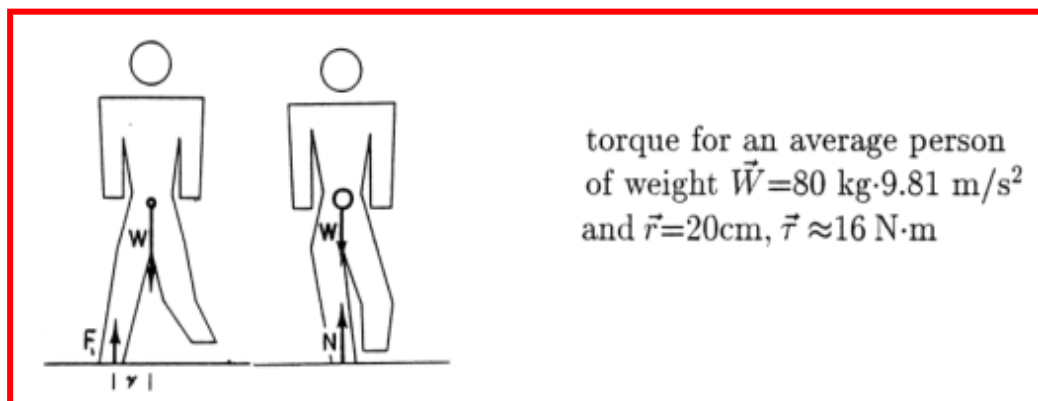 W
F
| r |
W
N
torque for an average person
of weight W⃗=80 kg·9.81 m/s²
and r⃗=20cm, τ⃗ ≈16 N·m